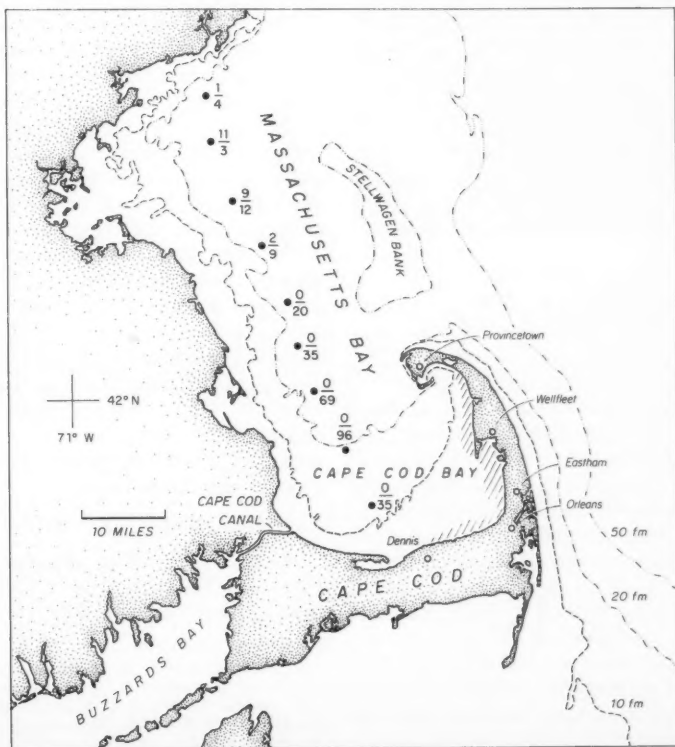 1
4
11
3
9
12
2
9
0
20
0
35
0
69
0
96
0
35
MASSACHUSETTS BAY
STELLWAGEN BANK
Provincetown
Wellfleet
Eastham
Orleans
42° N
71° W
10 MILES
CAPE COD
CANAL
CAPE COD BAY
Dennis
CAPE COD
BUZZARDS BAY
50 fm
20 fm
10 fm